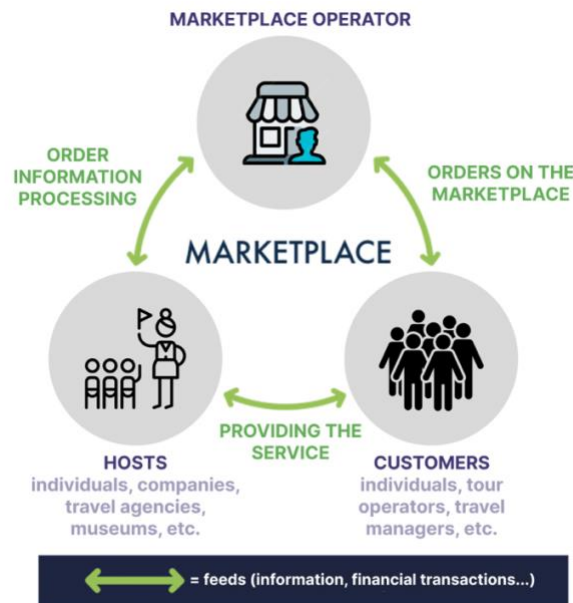 MARKETPLACE OPERATOR
ORDER
INFORMATION
PROCESSING
ORDERS ON THE
MARKETPLACE
MARKETPLACE
PROVIDING THE
SERVICE
HOSTS
individuals, companies,
travel agencies,
museums, etc.
CUSTOMERS
individuals, tour
operators, travel
managers, etc.
= feeds (information, financial transactions...)